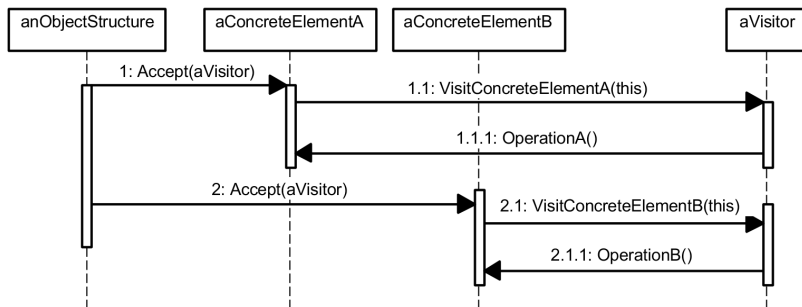 anObjectStructure
aConcreteElementA
aConcreteElementB
aVisitor
1: Accept(aVisitor)
1.1: VisitConcreteElementA(this)
1.1.1: OperationA()
2: Accept(aVisitor)
2.1: VisitConcreteElementB(this)
2.1.1: OperationB()